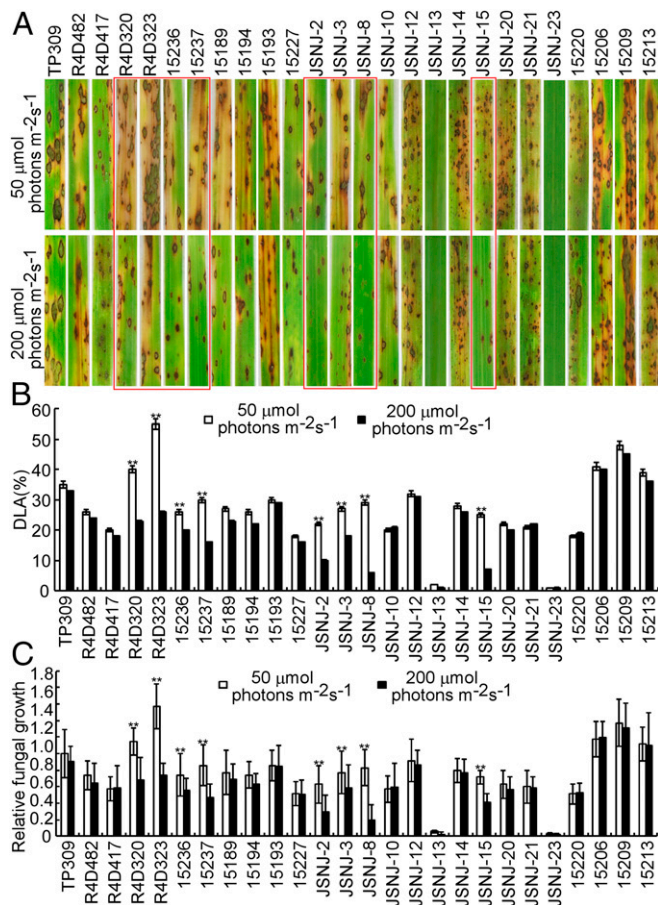 A
TP309
R4D482
R4D417
R4D320
R4D323
15236
15237
15189
15194
15193
15227
JSNJ-2
JSNJ-3
JSNJ-8
JSNJ-10
JSNJ-12
JSNJ-13
JSNJ-14
JSNJ-15
JSNJ-20
JSNJ-21
JSNJ-23
15220
15206
15209
15213
50 μmol
photons m-2s-1
200 μmol
photons m-2s-1
B
DLA(%)
60
50
40
30
20
10
0
50 μmol
photons m-2s-1
200 μmol
photons m-2s-1
**
**
**
**
**
**
**
**
TP309
R4D482
R4D417
R4D320
R4D323
15236
15237
15189
15194
15193
15227
JSNJ-2
JSNJ-3
JSNJ-8
JSNJ-10
JSNJ-12
JSNJ-13
JSNJ-14
JSNJ-15
JSNJ-20
JSNJ-21
JSNJ-23
15220
15206
15209
15213
C
Relative fungal growth
1.8
1.6
1.2
1.0
0.8
0.6
0.4
0.2
0
50 μmol
photons m-2s-1
200 μmol
photons m-2s-1
**
**
**
**
**
**
**
**
TP309
R4D482
R4D417
R4D320
R4D323
15236
15237
15189
15194
15193
15227
JSNJ-2
JSNJ-3
JSNJ-8
JSNJ-10
JSNJ-12
JSNJ-13
JSNJ-14
JSNJ-15
JSNJ-20
JSNJ-21
JSNJ-23
15220
15206
15209
15213